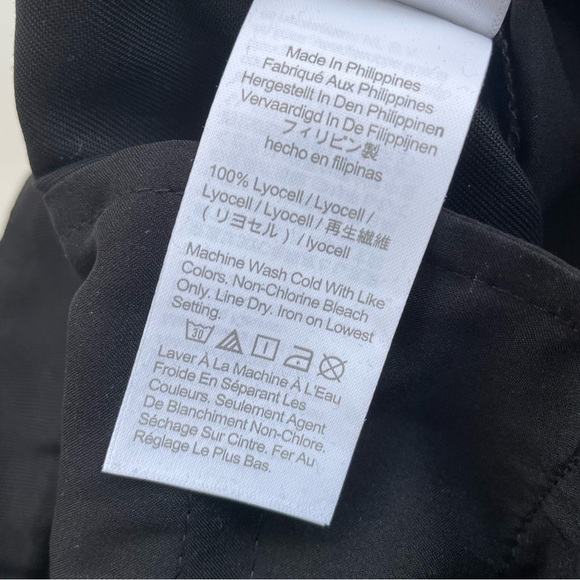 Made In Philippines
Fabriqué Aux Philippines
Hergestellt In Den Philippinen
Vervaardigd In De Filippijnen
フィリピン製
hecho en filipinas
100% Lyocell / Lyocell /
Lyocell / Lyocell / 再生繊維
( リヨセル ) / lyocell
Machine Wash Cold With Like
Colors. Non-Chlorine Bleach
Only. Line Dry. Iron on Lowest
Setting.
30
Laver À La Machine À L'Eau
Froide En Séparant Les
Couleurs. Seulement Agent
De Blanchiment Non-Chlore.
Séchage Sur Cintre. Fer Au
Réglage Le Plus Bas.